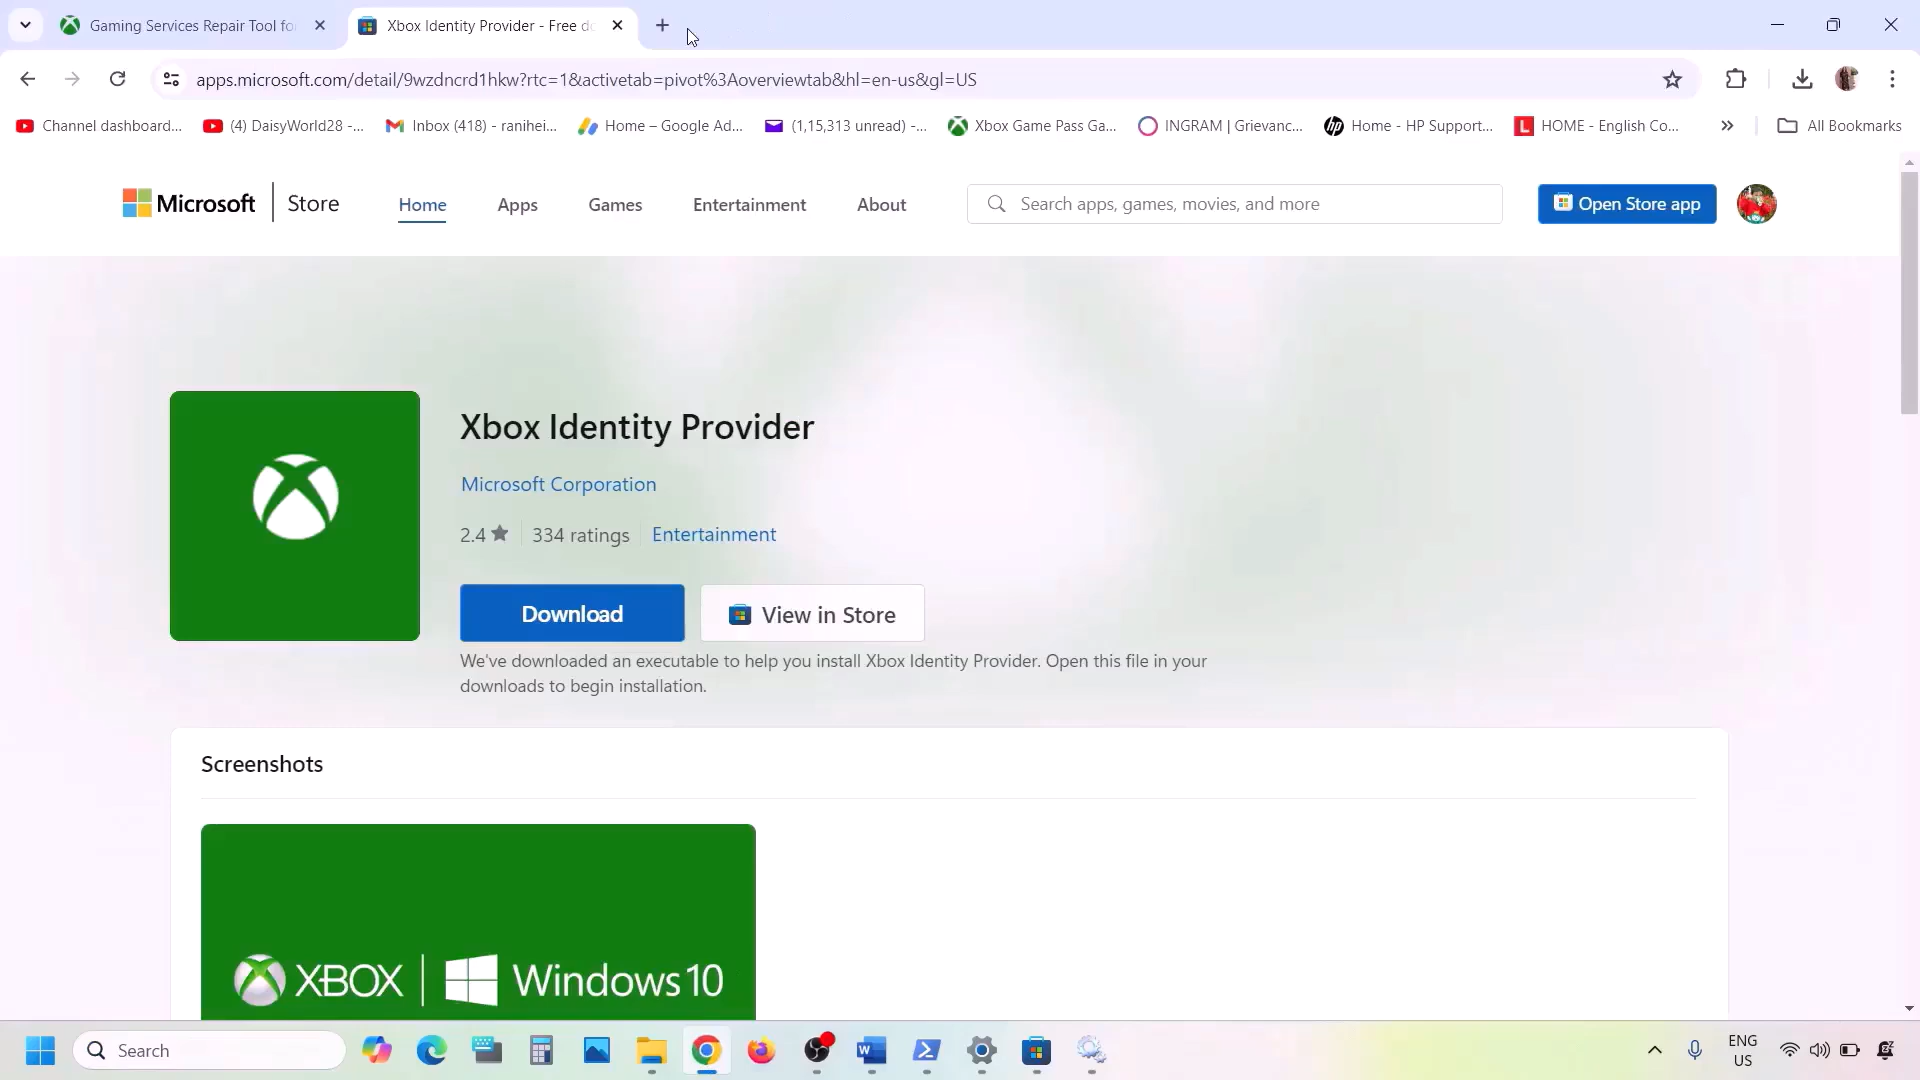 Gaming Services Repair Tool fo
Xbox Identity Provider - Free do
apps.microsoft.com/detail/9wzdncrd1hkw?rtc=1&activetab=pivot%3Aoverviewtab&hl=en-us&gl=US
Channel dashboard...
(4) DaisyWorld28 -...
Inbox (418) - ranihei...
Home – Google Ad...
(1,15,313 unread) -...
Xbox Game Pass Ga...
INGRAM | Grievanc...
Home - HP Support...
HOME - English Co...
All Bookmarks
Microsoft
Store
Home
Apps
Games
Entertainment
About
Search apps, games, movies, and more
Open Store app
Xbox Identity Provider
Microsoft Corporation
2.4
334 ratings
Entertainment
Download
View in Store
We've downloaded an executable to help you install Xbox Identity Provider. Open this file in your
downloads to begin installation.
Screenshots
XBOX
Windows 10
Search
ENG
US